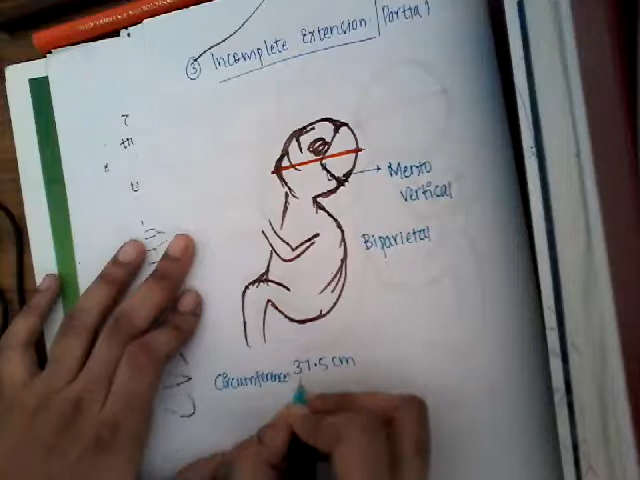 ③ Incomplete Extension / Partial
Mento
vertical
Biparietal
Circumference 37.5 cm